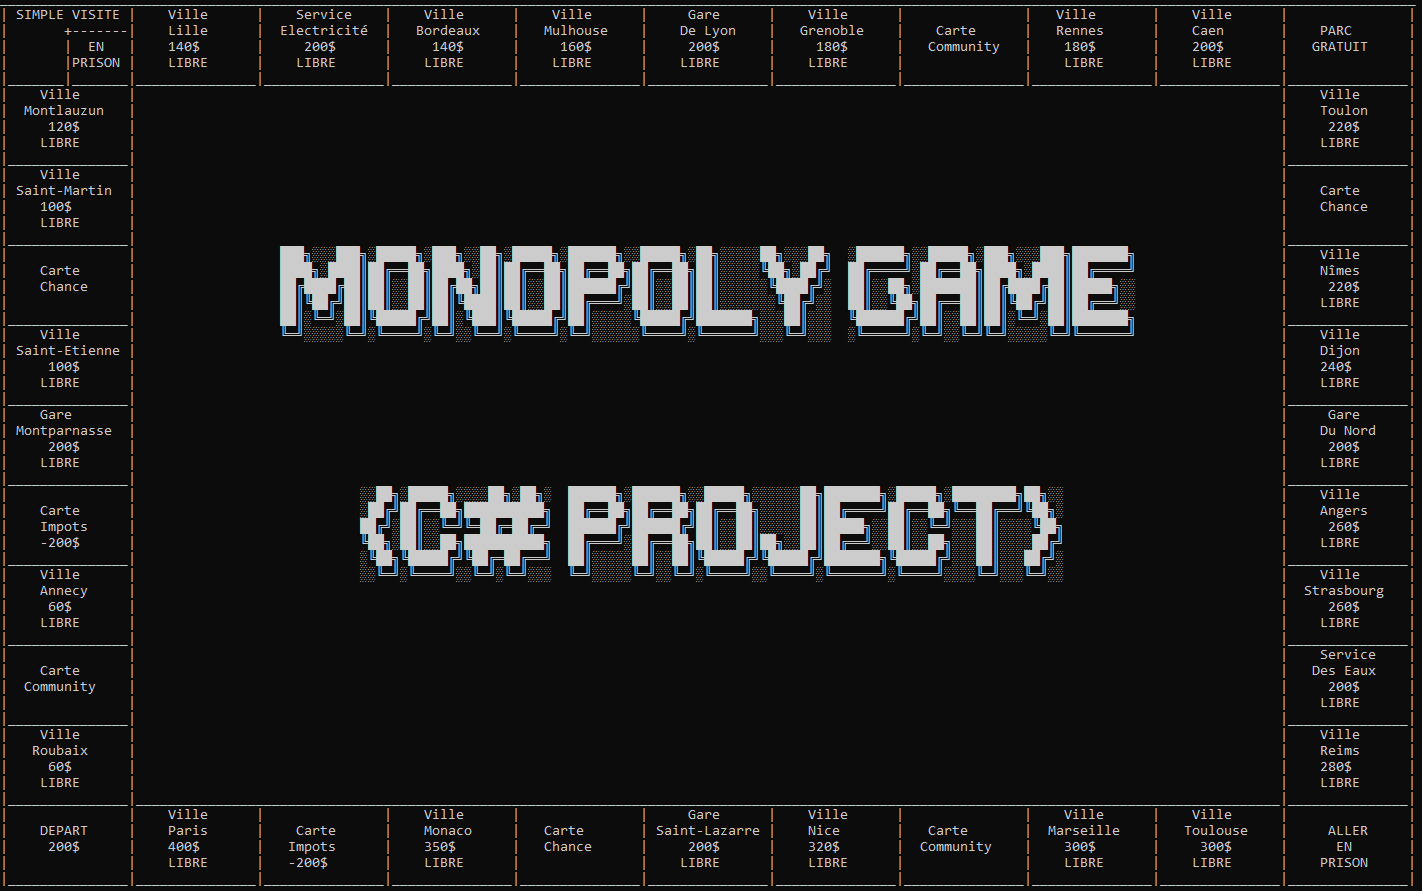 SIMPLE VISITE
EN
PRISON
Ville
Lille
140$
LIBRE
Service
Electricité
200$
LIBRE
Ville
Bordeaux
140$
LIBRE
Ville
Mulhouse
160$
LIBRE
Gare
De Lyon
200$
LIBRE
Ville
Grenoble
180$
LIBRE
Carte
Community
Ville
Rennes
180$
LIBRE
Ville
Caen
200$
LIBRE
PARC
GRATUIT
Ville
Montlauzun
120$
LIBRE
Ville
Toulon
220$
LIBRE
Ville
Saint-Martin
100$
LIBRE
Carte
Chance
Carte
Chance
Ville
Nîmes
220$
LIBRE
MONOPOLY GAME
Ville
Saint-Etienne
100$
LIBRE
Ville
Dijon
240$
LIBRE
Gare
Montparnasse
200$
LIBRE
Gare
Du Nord
200$
LIBRE
Carte
Impots
-200$
Ville
Angers
260$
LIBRE
<C# PROJECT>
Ville
Annecy
60$
LIBRE
Ville
Strasbourg
260$
LIBRE
Carte
Community
Service
Des Eaux
200$
LIBRE
Ville
Roubaix
60$
LIBRE
Ville
Reims
280$
LIBRE
DEPART
200$
Ville
Paris
400$
LIBRE
Carte
Impots
-200$
Ville
Monaco
350$
LIBRE
Carte
Chance
Gare
Saint-Lazarre
200$
LIBRE
Ville
Nice
320$
LIBRE
Carte
Community
Ville
Marseille
300$
LIBRE
Ville
Toulouse
300$
LIBRE
ALLER
EN
PRISON